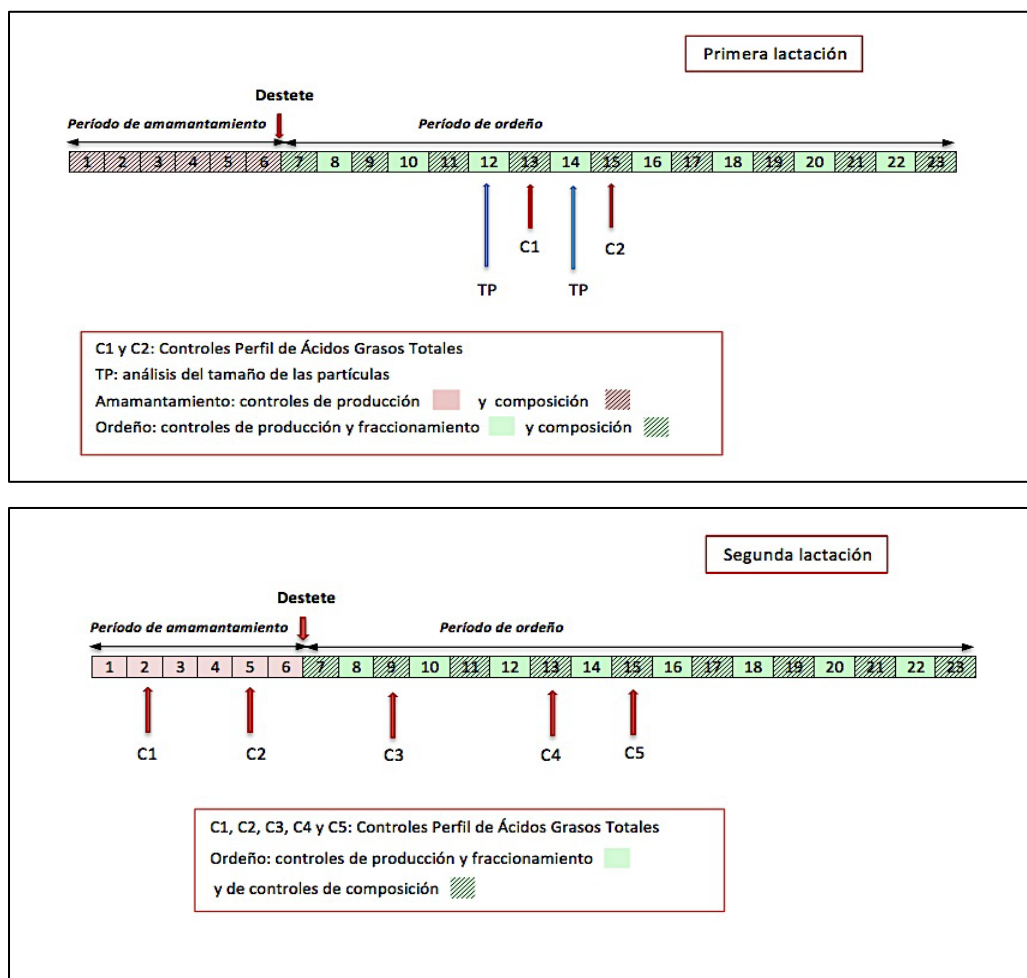 Primera lactación
Destete
Período de amamantamiento
Período de ordeño
1 2 3 4 5 6 7 8 9 10 11 12 13 14 15 16 17 18 19 20 21 22 23
C1
C2
TP
TP
C1 y C2: Controles Perfil de Ácidos Grasos Totales
TP: análisis del tamaño de las partículas
Amamantamiento: controles de producción y composición
Ordeño: controles de producción y fraccionamiento y composición
Segunda lactación
Destete
Período de amamantamiento
Período de ordeño
1 2 3 4 5 6 7 8 9 10 11 12 13 14 15 16 17 18 19 20 21 22 23
C1
C2
C3
C4
C5
C1, C2, C3, C4 y C5: Controles Perfil de Ácidos Grasos Totales
Ordeño: controles de producción y fraccionamiento
y de controles de composición